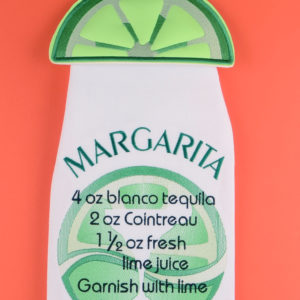 MARGARITA
4 oz blanco tequila
2 oz Cointreau
1 ½ oz fresh
lime juice
Garnish with lime